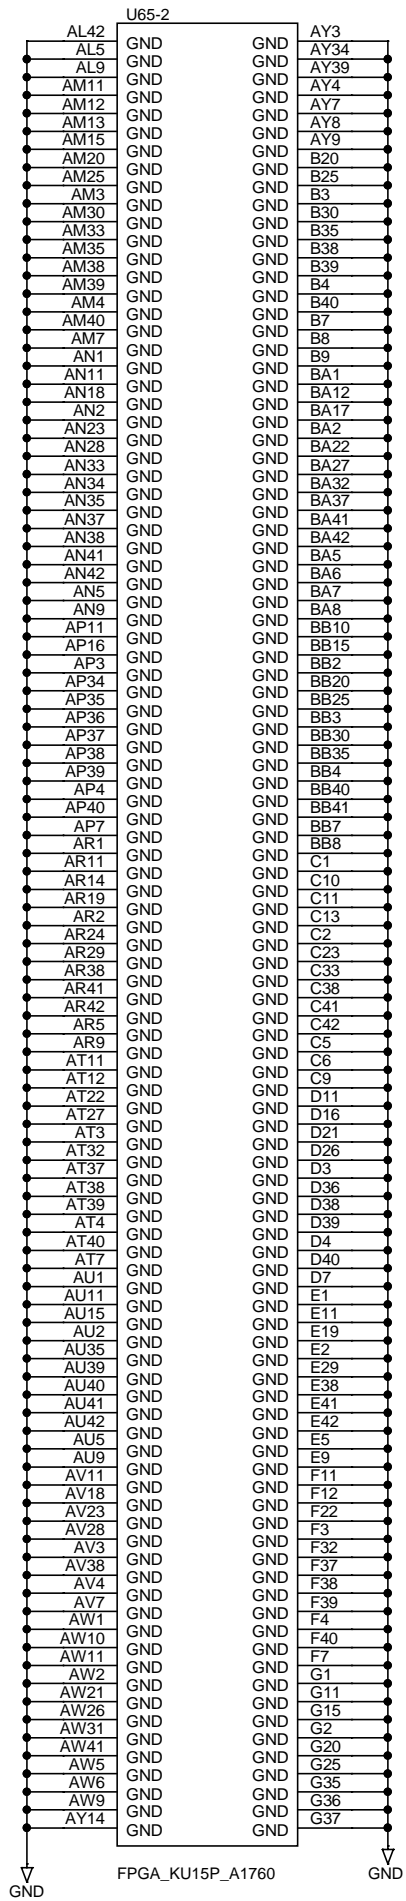 U65-2
AL42 GND GND AY3
AL5 GND GND AY34
AL9 GND GND AY39
AM11 GND GND AY4
AM12 GND GND AY7
AM13 GND GND AY8
AM15 GND GND AY9
AM20 GND GND B20
AM25 GND GND B25
AM3 GND GND B3
AM30 GND GND B30
AM33 GND GND B35
AM35 GND GND B38
AM38 GND GND B39
AM39 GND GND B4
AM4 GND GND B40
AM40 GND GND B7
AM7 GND GND B8
AN1 GND GND B9
AN11 GND GND BA1
AN18 GND GND BA12
AN2 GND GND BA17
AN23 GND GND BA2
AN28 GND GND BA22
AN33 GND GND BA27
AN34 GND GND BA32
AN35 GND GND BA37
AN37 GND GND BA41
AN38 GND GND BA42
AN41 GND GND BA5
AN42 GND GND BA6
AN5 GND GND BA7
AN9 GND GND BA8
AP11 GND GND BB10
AP16 GND GND BB15
AP3 GND GND BB2
AP34 GND GND BB20
AP35 GND GND BB25
AP36 GND GND BB3
AP37 GND GND BB30
AP38 GND GND BB35
AP39 GND GND BB4
AP4 GND GND BB40
AP40 GND GND BB41
AP7 GND GND BB7
AR1 GND GND BB8
AR11 GND GND C1
AR14 GND GND C10
AR19 GND GND C11
AR2 GND GND C13
AR24 GND GND C2
AR29 GND GND C23
AR38 GND GND C33
AR41 GND GND C38
AR42 GND GND C41
AR5 GND GND C42
AR9 GND GND C5
AT11 GND GND C6
AT12 GND GND C9
AT22 GND GND D11
AT27 GND GND D16
AT3 GND GND D21
AT32 GND GND D26
AT37 GND GND D3
AT38 GND GND D36
AT39 GND GND D38
AT4 GND GND D39
AT40 GND GND D4
AT7 GND GND D40
AU1 GND GND D7
AU11 GND GND E1
AU15 GND GND E11
AU2 GND GND E19
AU35 GND GND E2
AU39 GND GND E29
AU40 GND GND E38
AU41 GND GND E41
AU42 GND GND E42
AU5 GND GND E5
AU9 GND GND E9
AV11 GND GND F11
AV18 GND GND F12
AV23 GND GND F22
AV28 GND GND F3
AV3 GND GND F32
AV38 GND GND F37
AV4 GND GND F38
AV7 GND GND F39
AW1 GND GND F4
AW10 GND GND F40
AW11 GND GND F7
AW2 GND GND G1
AW21 GND GND G11
AW26 GND GND G15
AW31 GND GND G2
AW41 GND GND G20
AW5 GND GND G25
AW6 GND GND G35
AW9 GND GND G36
AY14 GND GND G37
GND FPGA_KU15P_A1760 GND